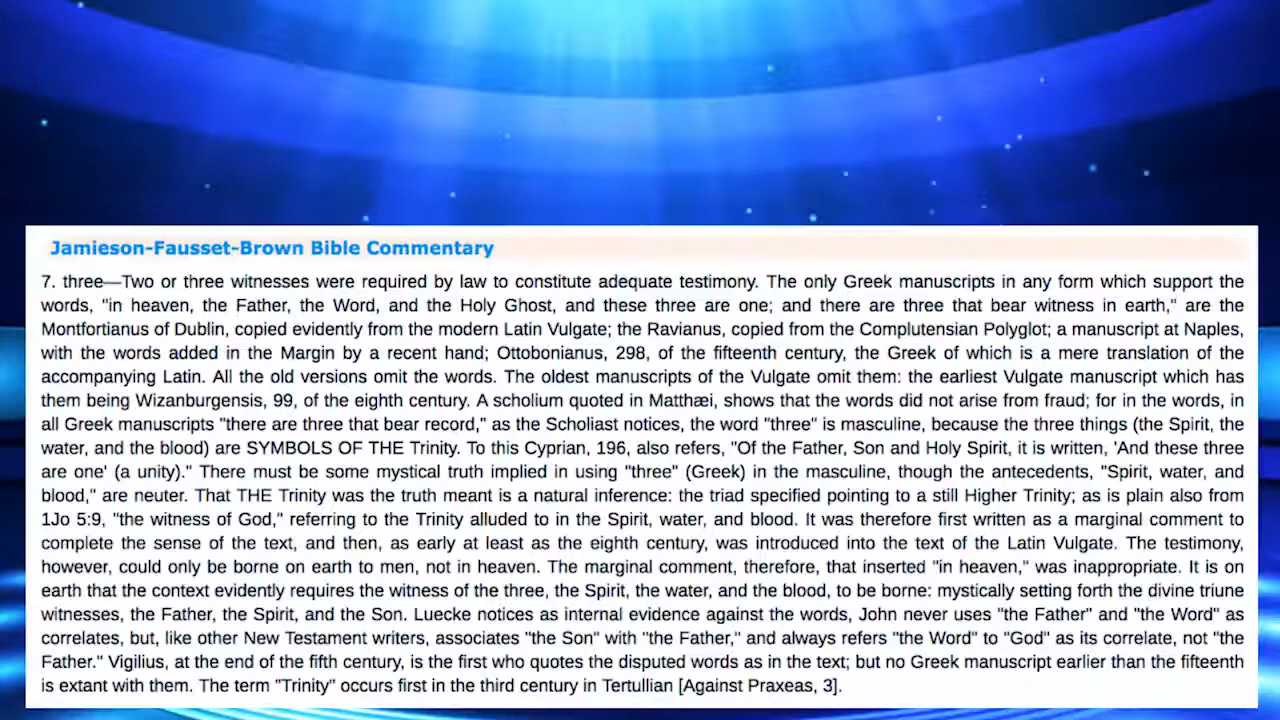 Jamieson-Fausset-Brown Bible Commentary
7. three—Two or three witnesses were required by law to constitute adequate testimony. The only Greek manuscripts in any form which support the
words, "in heaven, the Father, the Word, and the Holy Ghost, and these three are one; and there are three that bear witness in earth," are the
Montfortianus of Dublin, copied evidently from the modern Latin Vulgate; the Ravianus, copied from the Complutensian Polyglot; a manuscript at Naples,
with the words added in the Margin by a recent hand; Ottobonianus, 298, of the fifteenth century, the Greek of which is a mere translation of the
accompanying Latin. All the old versions omit the words. The oldest manuscripts of the Vulgate omit them: the earliest Vulgate manuscript which has
them being Wizanburgensis, 99, of the eighth century. A scholium quoted in Matthæi, shows that the words did not arise from fraud; for in the words, in
all Greek manuscripts "there are three that bear record," as the Scholiast notices, the word "three" is masculine, because the three things (the Spirit, the
water, and the blood) are SYMBOLS OF THE Trinity. To this Cyprian, 196, also refers, "Of the Father, Son and Holy Spirit, it is written, 'And these three
are one' (a unity)." There must be some mystical truth implied in using "three" (Greek) in the masculine, though the antecedents, "Spirit, water, and
blood," are neuter. That THE Trinity was the truth meant is a natural inference: the triad specified pointing to a still Higher Trinity; as is plain also from
1Jo 5:9, "the witness of God," referring to the Trinity alluded to in the Spirit, water, and blood. It was therefore first written as a marginal comment to
complete the sense of the text, and then, as early at least as the eighth century, was introduced into the text of the Latin Vulgate. The testimony,
however, could only be borne on earth to men, not in heaven. The marginal comment, therefore, that inserted "in heaven," was inappropriate. It is on
earth that the context evidently requires the witness of the three, the Spirit, the water, and the blood, to be borne: mystically setting forth the divine triune
witnesses, the Father, the Spirit, and the Son. Luecke notices as internal evidence against the words, John never uses "the Father" and "the Word" as
correlates, but, like other New Testament writers, associates "the Son" with "the Father," and always refers "the Word" to "God" as its correlate, not "the
Father." Vigilius, at the end of the fifth century, is the first who quotes the disputed words as in the text; but no Greek manuscript earlier than the fifteenth
is extant with them. The term "Trinity" occurs first in the third century in Tertullian [Against Praxeas, 3].